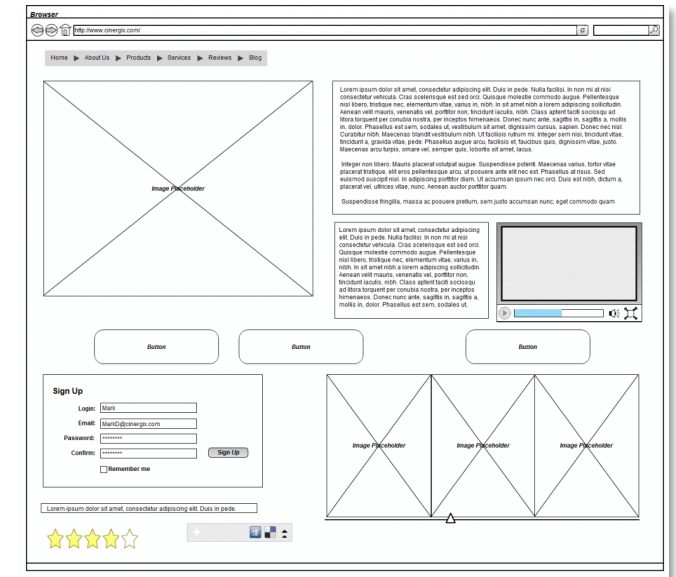 Browser
http://www.cinergix.com/
Home About Us Products Services Reviews Blog
Image Placeholder
Lorem ipsum dolor sit amet, consectetur adipiscing elit. Duis in pede. Nulla facilisi. In non mi at nisi
consectetur vehicula. Cras scelerisque est sed orci. Quisque molestie commodo augue. Pellentesque
nisl libero, tristique nec, elementum vitae, varius in, nibh. In sit amet nibh a lorem adipiscing sollicitudin.
Aenean velit mauris, venenatis vel, porttitor non, tincidunt iaculis, nibh. Class aptent taciti sociosqu ad
litora torquent per conubia nostra, per inceptos himenaeos. Donec nunc ante, sagittis in, sagittis a, mollis
in, dolor. Phasellus est sem, sodales ut, vestibulum sit amet, dignissim cursus, sapien. Donec nec nisl.
Curabitur nibh. Maecenas blandit vestibulum nibh. Ut facilisis rutrum mi. Integer sem nisi, tincidunt vitae,
tincidunt a, gravida vitae, pede. Phasellus augue arcu, facilisis et, faucibus quis, dignissim vitae, justo.
Maecenas arcu turpis, ornare vel, semper quis, lobortis sit amet, lacus.
Integer non libero. Mauris placerat volutpat augue. Suspendisse potenti. Maecenas varius, tortor vitae
placerat tristique, elit eros pellentesque arcu, ut posuere ante elit nec est. Phasellus at risus. Sed
euismod suscipit nisl. In adipiscing porttitor diam. Ut accumsan ipsum nec orci. Duis est nibh, dictum a,
placerat vel, ultrices vitae, nunc. Aenean auctor porttitor quam.
Suspendisse fringilla, massa ac posuere pretium, sem justo accumsan nunc, eget commodo quam
Lorem ipsum dolor sit amet, consectetur adipiscing
elit. Duis in pede. Nulla facilisi. In non mi at nisi
consectetur vehicula. Cras scelerisque est sed orci.
Quisque molestie commodo augue. Pellentesque
nisl libero, tristique nec, elementum vitae, varius in,
nibh. In sit amet nibh a lorem adipiscing sollicitudin.
Aenean velit mauris, venenatis vel, porttitor non,
tincidunt iaculis, nibh. Class aptent taciti sociosqu
ad litora torquent per conubia nostra, per inceptos
himenaeos. Donec nunc ante, sagittis in, sagittis a,
mollis in, dolor. Phasellus est sem, sodales ut,
Button Button Button
Sign Up
Login: Mark
Email: MarkD@cinergix.com
Password: ********
Confirm: ********
Sign Up
Remember me
Image Placeholder Image Placeholder Image Placeholder
Lorem ipsum dolor sit amet, consectetur adipiscing elit. Duis in pede.